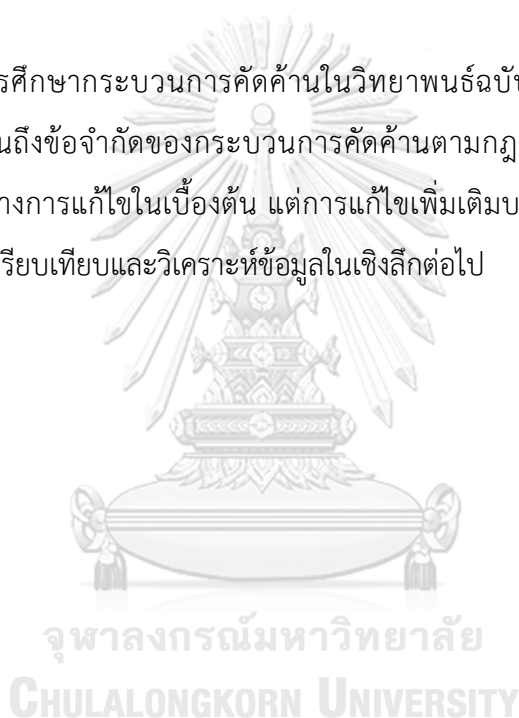 รศึกษากระบวนการคัดค้านในวิทยาพนธ์ฉบับ
นถึงข้อจำกัดของกระบวนการคัดค้านตามกฎ
างการแก้ไขในเบื้องต้น แต่การแก้ไขเพิ่มเติมบ
รียบเทียบและวิเคราะห์ข้อมูลในเชิงลึกต่อไป
จุฬาลงกรณ์มหาวิทยาลัย
CHULALONGKORN UNIVERSITY